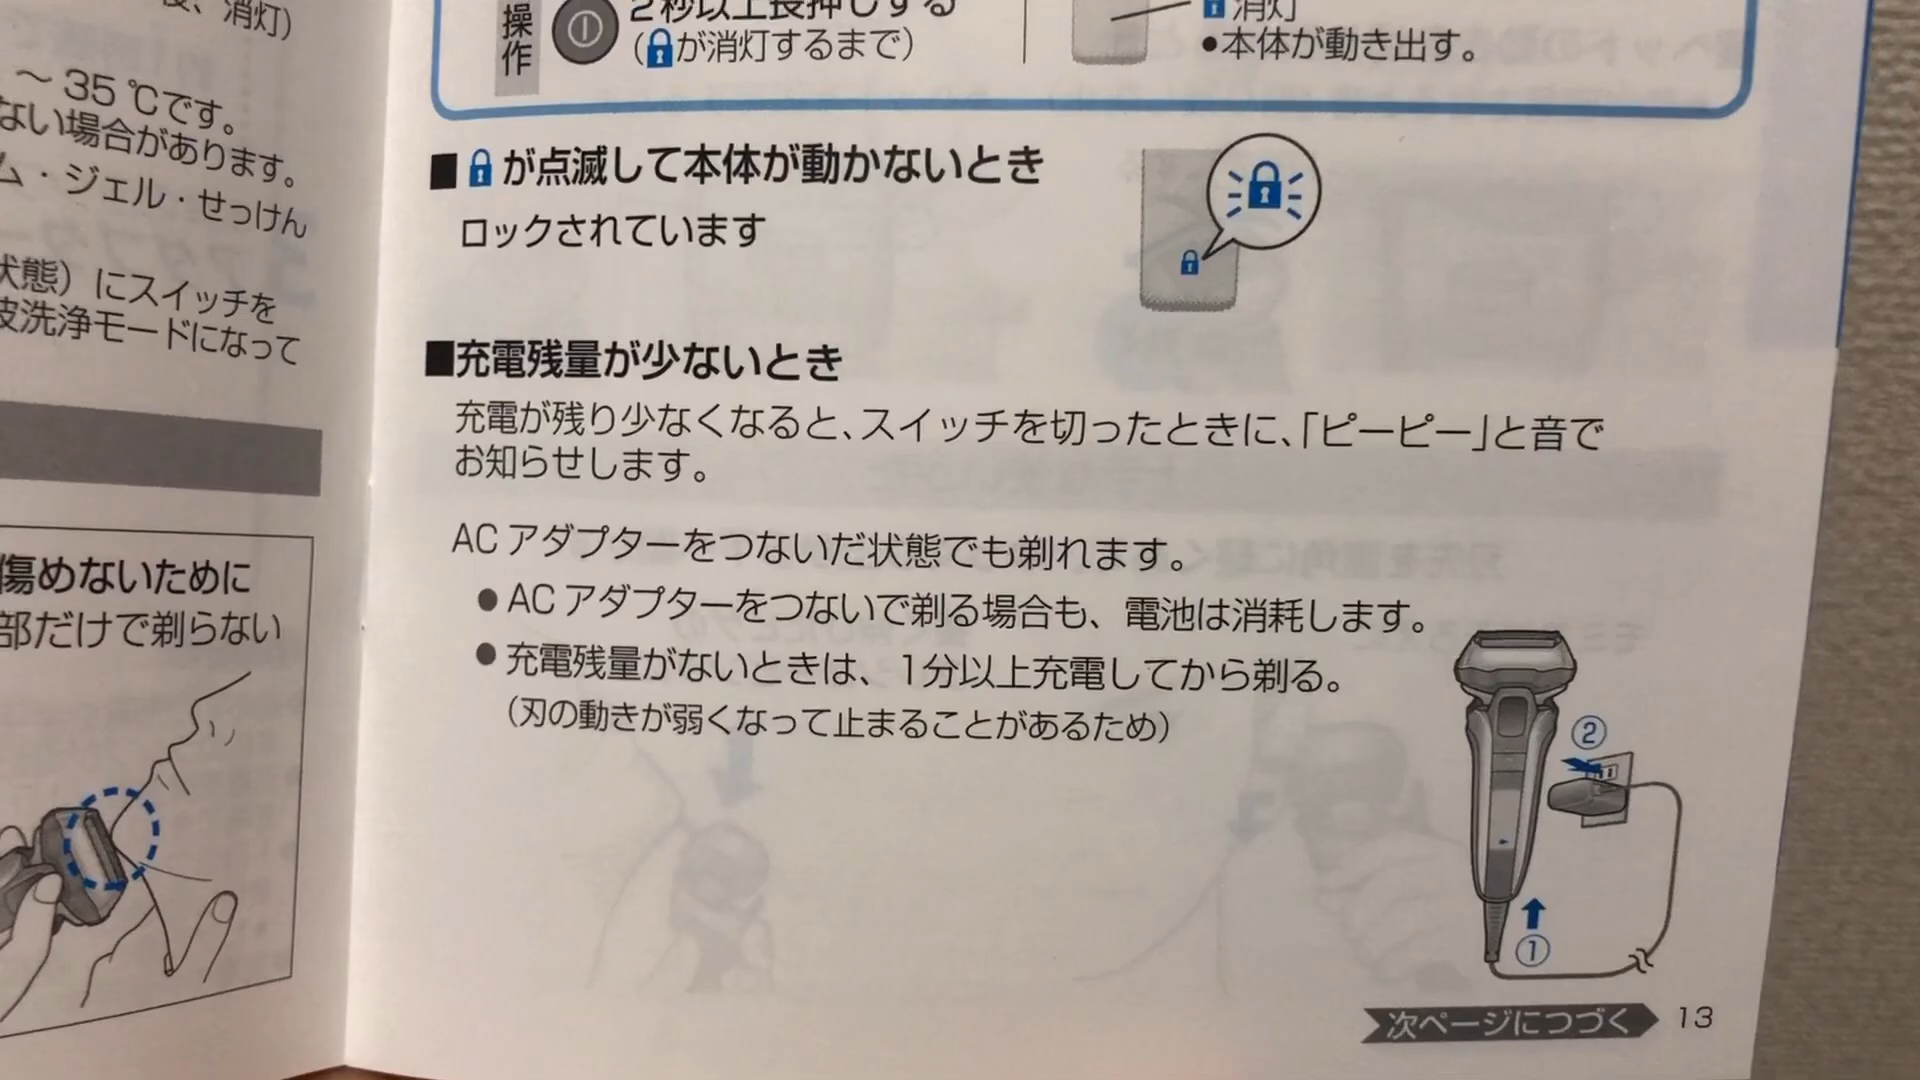 、消灯)
～35℃です。
ない場合があります。
ム・ジェル・せっけん
状態）にスイッチを
波洗浄モードになって
傷めないために
部だけで剃らない
操作
2秒以上長押しする
(が消灯するまで)
消灯
●本体が動き出す。
■が点滅して本体が動かないとき
ロックされています
■充電残量が少ないとき
充電が残り少なくなると、スイッチを切ったときに、「ピーピー」と音で
お知らせします。
ACアダプターをつないだ状態でも剃れます。
●ACアダプターをつないで剃る場合も、電池は消耗します。
●充電残量がないときは、1分以上充電してから剃る。
（刃の動きが弱くなって止まることがあるため）
②
①
次ページにつづく
13